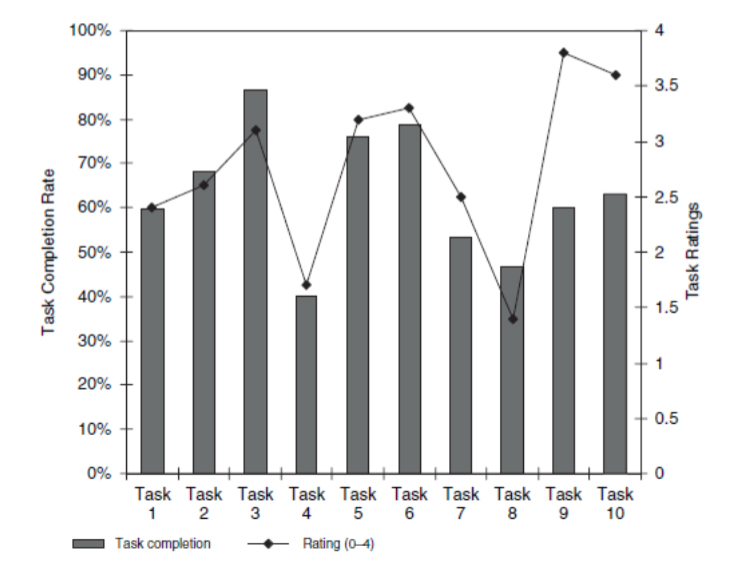 100%
90%
80%
70%
60%
50%
40%
30%
20%
10%
0%
Task Completion Rate
4
3.5
3
2.5
2
1.5
1
0.5
0
Task Ratings
Task 1
Task 2
Task 3
Task 4
Task 5
Task 6
Task 7
Task 8
Task 9
Task 10
Task completion
Rating (0–4)